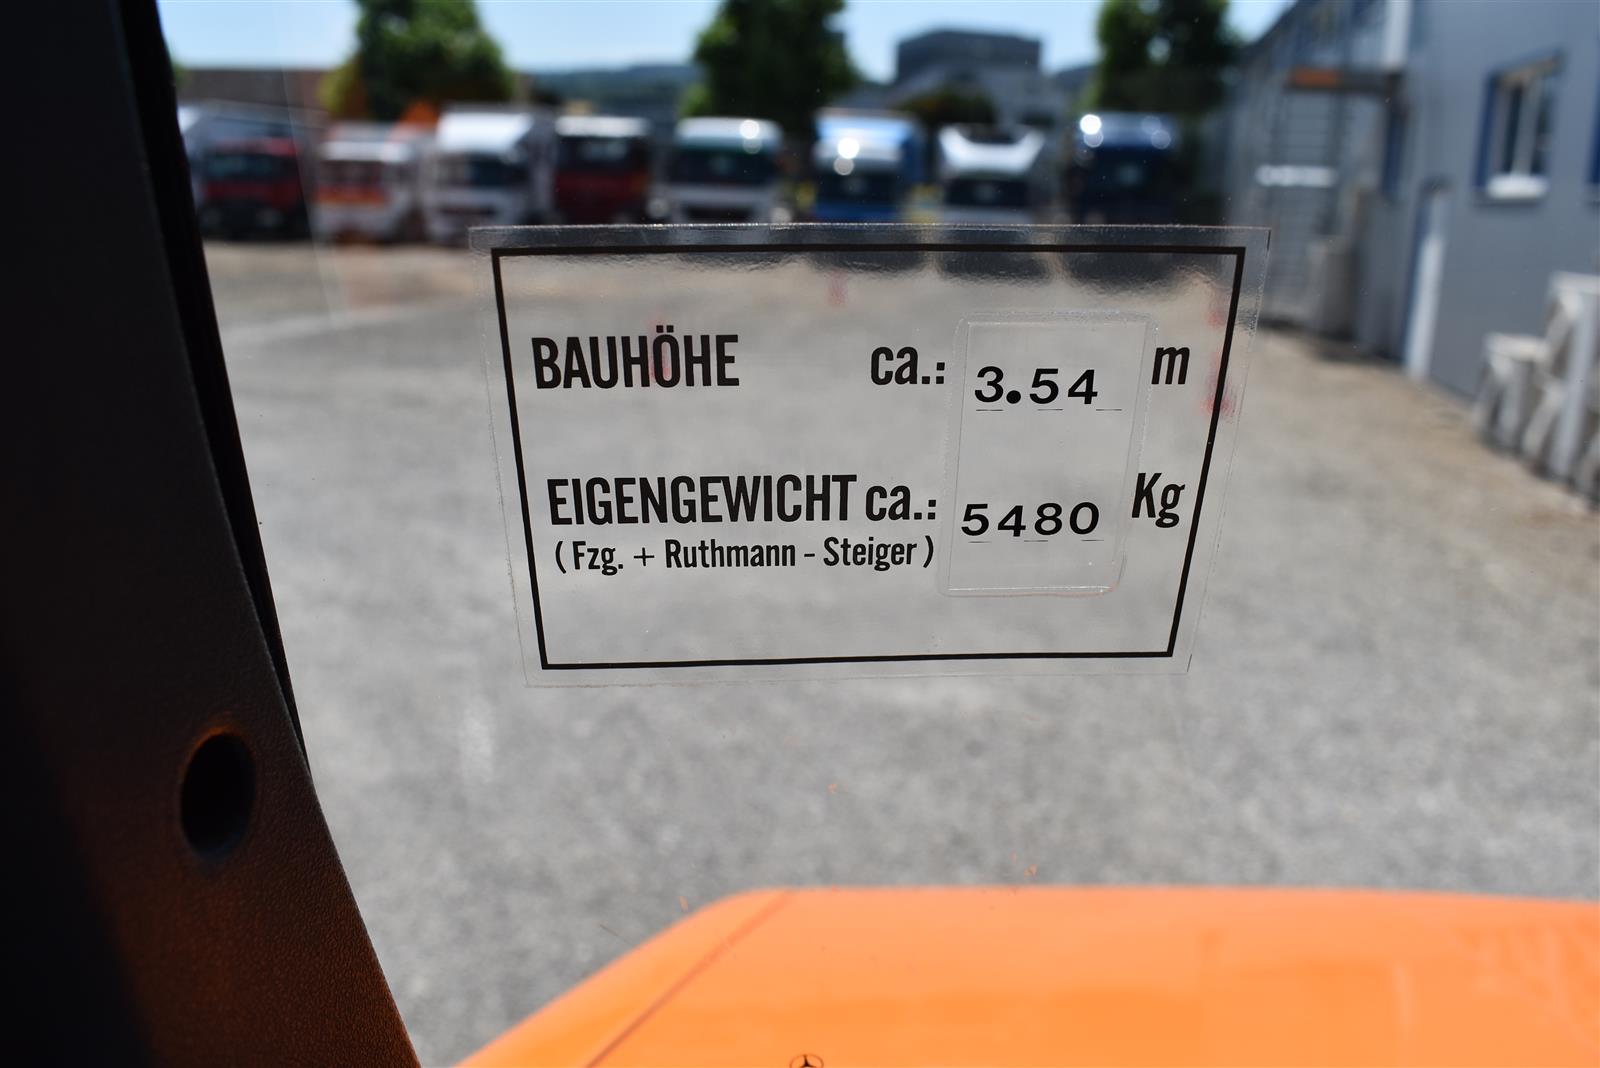 BAUHÖHE ca.: 3.54 m
EIGENGEWICHT ca.: 5480 Kg
(Fzg. + Ruthmann - Steiger)